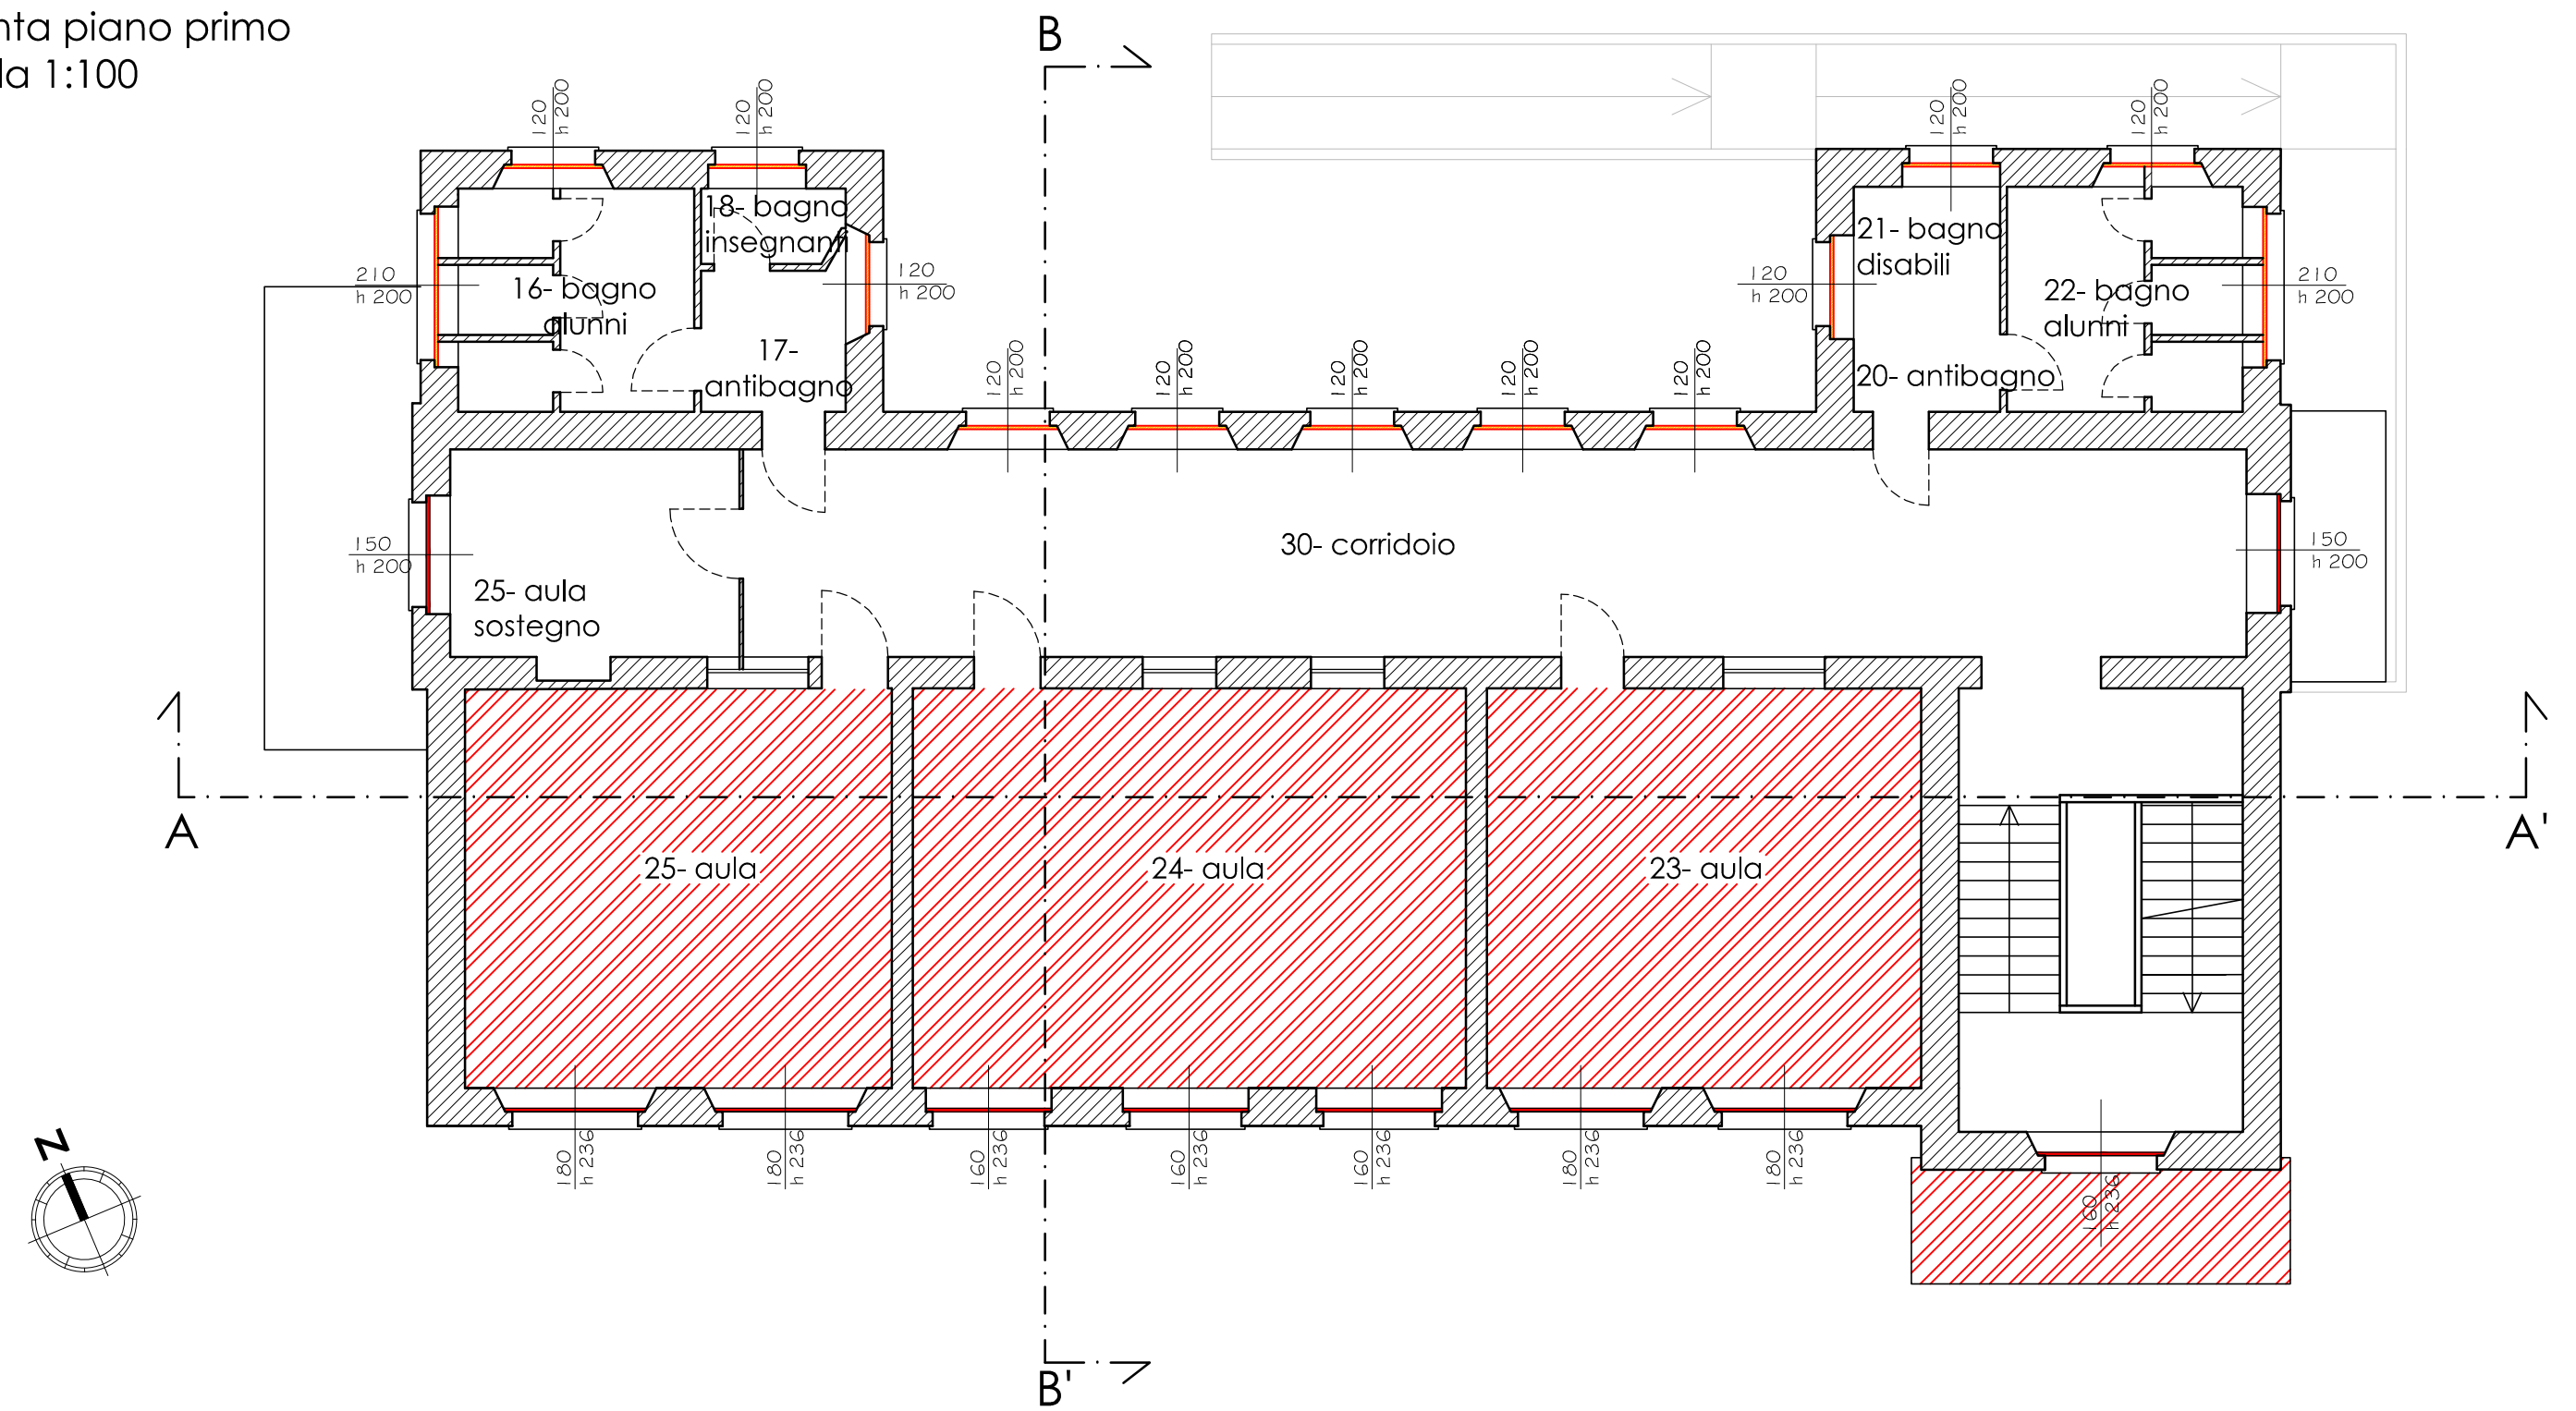 nta piano primo
la 1:100
B
120
h 200
120
h 200
120
h 200
120
h 200
18- bagno
insegnanti
21- bagno
disabili
210
h 200
16- bagno
alunni
120
h 200
120
h 200
22- bagno
alunni
210
h 200
17-
antibagno
20- antibagno
120
h 200
120
h 200
120
h 200
120
h 200
120
h 200
150
h 200
25- aula
sostegno
30- corridoio
150
h 200
A
A'
25- aula
24- aula
23- aula
N
180
h 236
180
h 236
160
h 236
160
h 236
160
h 236
180
h 236
180
h 236
160
h 236
B'